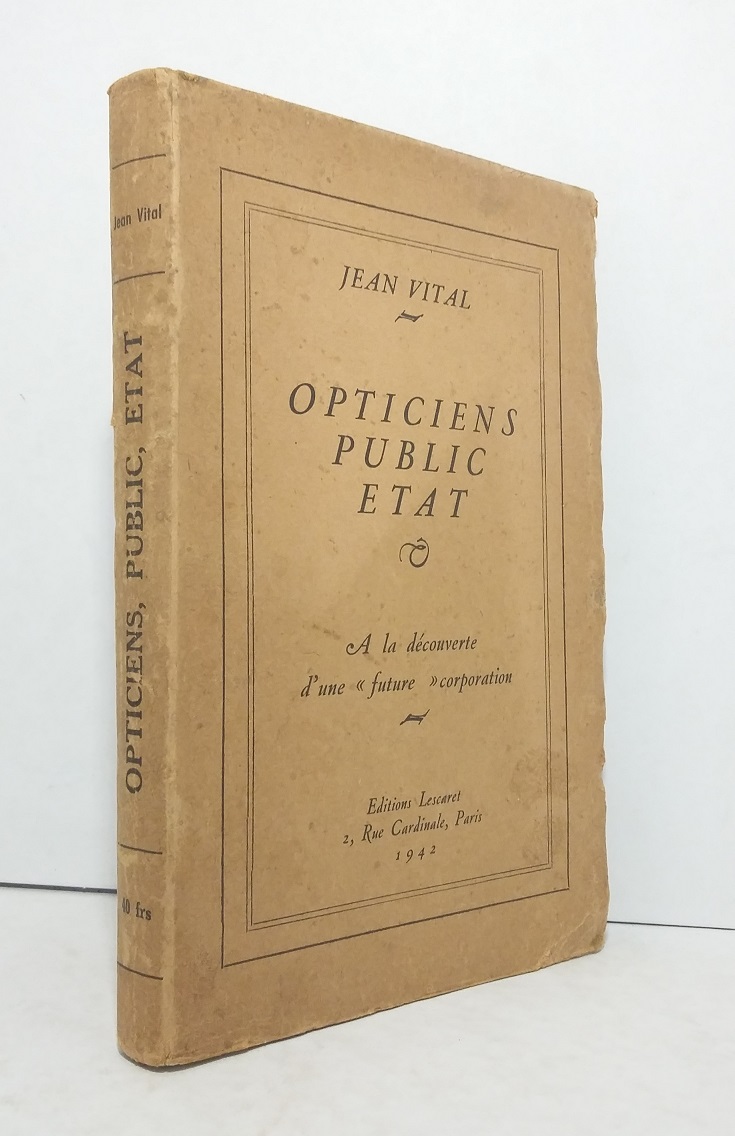 Jean Vital
OPTICIENS, PUBLIC, ETAT
40 frs
JEAN VITAL
OPTICIENS
PUBLIC
ETAT
A la découverte
d'une « future » corporation
Editions Lescaret
2, Rue Cardinale, Paris
1942